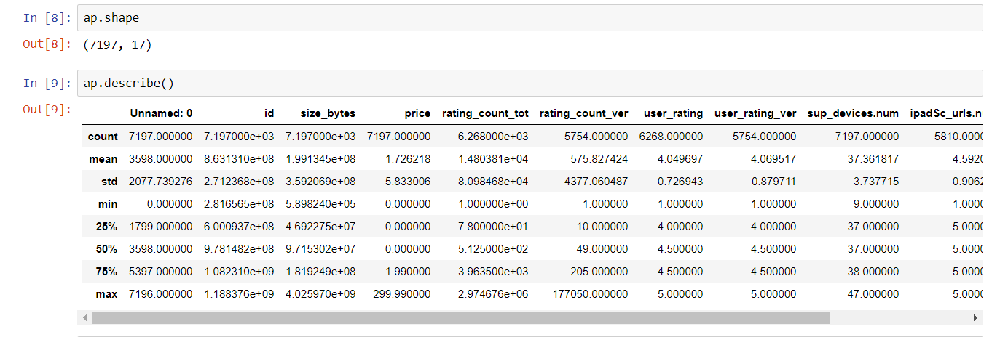 In [8]: ap.shape
Out[8]: (7197, 17)
In [9]: ap.describe()
Out[9]:
Unnamed: 0 id size_bytes price rating_count_tot rating_count_ver user_rating user_rating_ver sup_devices.num ipadSc_urls.nu
count 7197.000000 7.197000e+03 7.197000e+03 7197.000000 6.268000e+03 5754.000000 6268.000000 5754.000000 7197.000000 5810.0000
mean 3598.000000 8.631310e+08 1.991345e+08 1.726218 1.480381e+04 575.827424 4.049697 4.069517 37.361817 4.5920
std 2077.739276 2.712368e+08 3.592069e+08 5.833006 8.098468e+04 4377.060487 0.726943 0.879711 3.737715 0.9062
min 0.000000 2.816565e+08 5.898240e+05 0.000000 1.000000e+00 1.000000 1.000000 1.000000 9.000000 1.0000
25% 1799.000000 6.000937e+08 4.692275e+07 0.000000 7.800000e+01 10.000000 4.000000 4.000000 37.000000 5.0000
50% 3598.000000 9.781482e+08 9.715302e+07 0.000000 5.125000e+02 49.000000 4.500000 4.500000 37.000000 5.0000
75% 5397.000000 1.082310e+09 1.819249e+08 1.990000 3.963500e+03 205.000000 4.500000 4.500000 38.000000 5.0000
max 7196.000000 1.188376e+09 4.025970e+09 299.990000 2.974676e+06 177050.000000 5.000000 5.000000 47.000000 5.0000